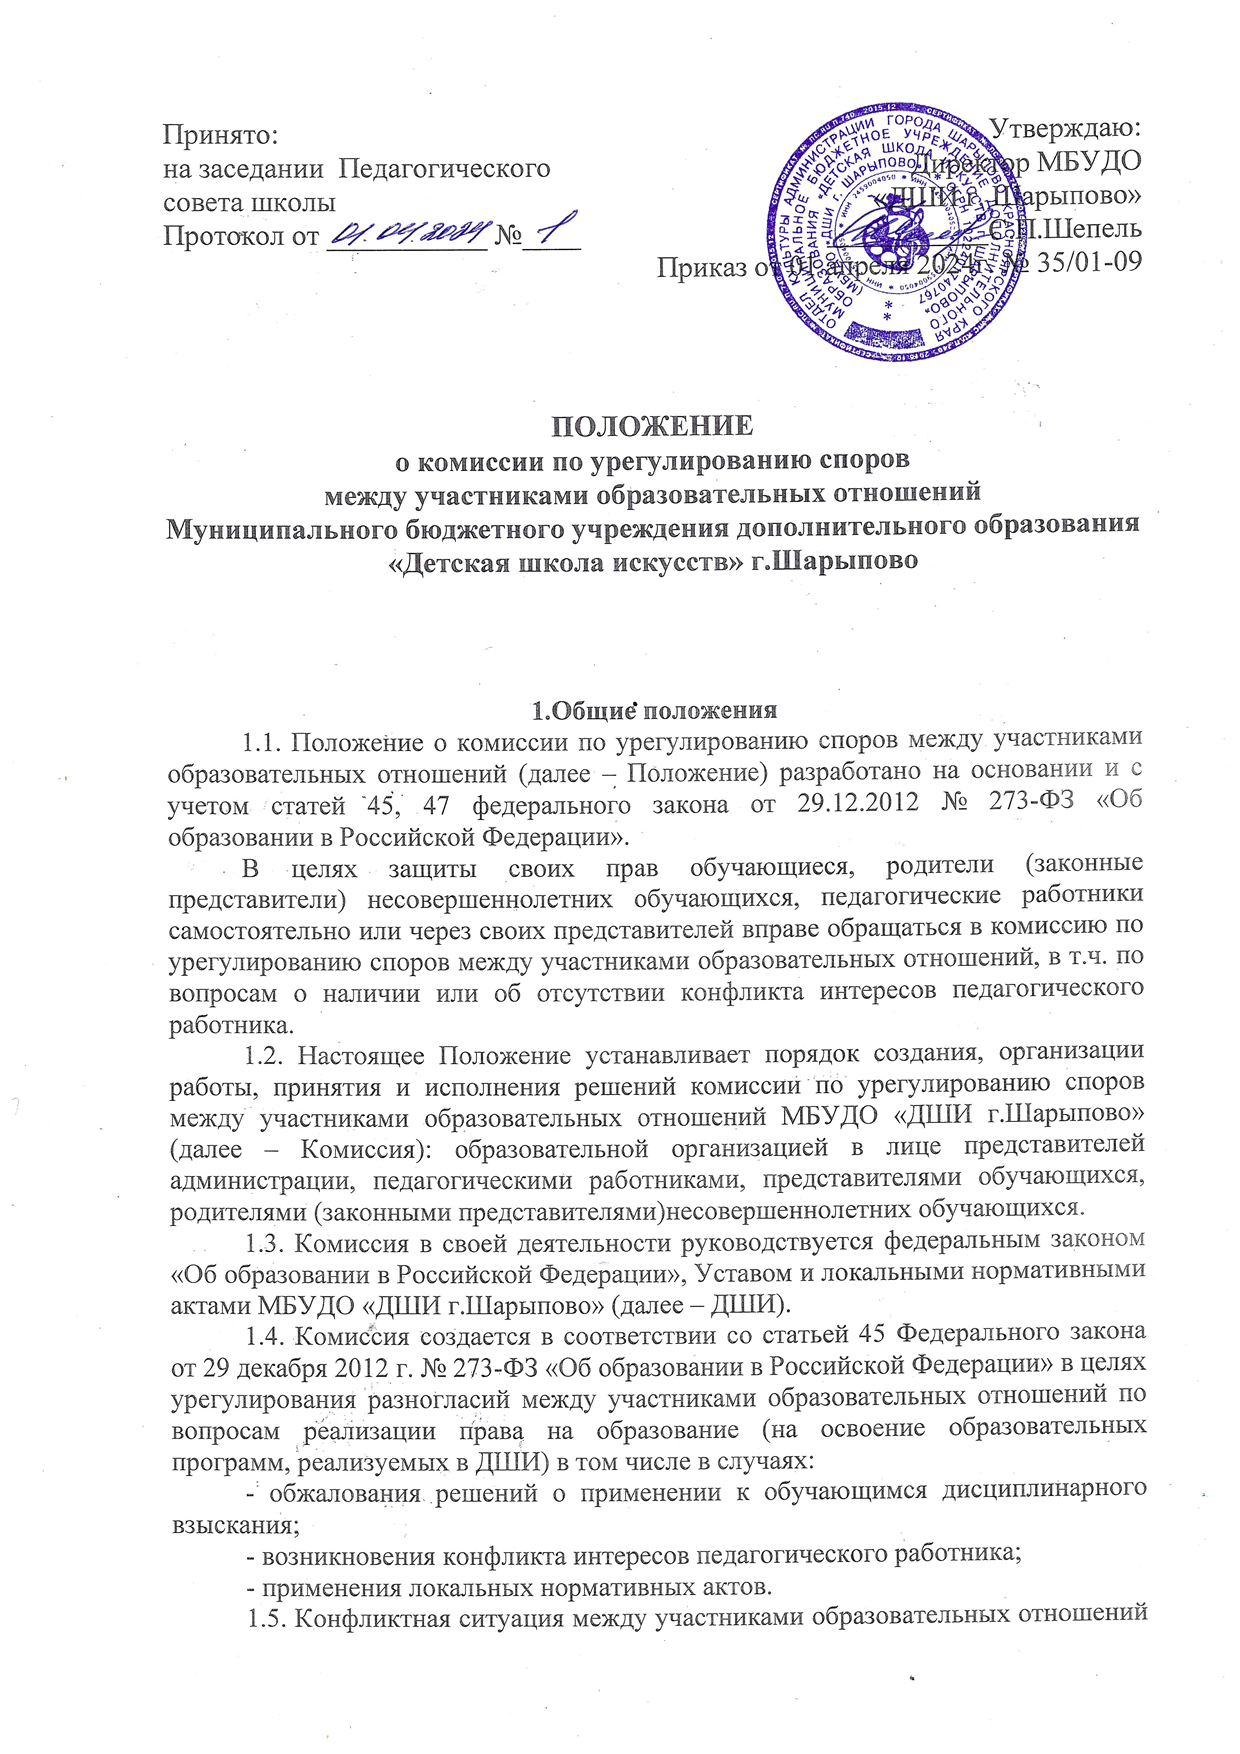 Принято:
на заседании Педагогического
совета школы
Протокол от 01.04.2024 № 1
Утверждаю:
Директор МБУДО
«ДШИ г. Шарыпово»
С.П.Шепель
Приказ от 01 апреля 2024г. № 35/01-09
ПОЛОЖЕНИЕ
о комиссии по урегулированию споров
между участниками образовательных отношений
Муниципального бюджетного учреждения дополнительного образования
«Детская школа искусств» г.Шарыпово
1.Общие положения
1.1. Положение о комиссии по урегулированию споров между участниками
образовательных отношений (далее – Положение) разработано на основании и с
учетом статей 45, 47 федерального закона от 29.12.2012 № 273-ФЗ «Об
образовании в Российской Федерации».
В целях защиты своих прав обучающиеся, родители (законные
представители) несовершеннолетних обучающихся, педагогические работники
самостоятельно или через своих представителей вправе обращаться в комиссию по
урегулированию споров между участниками образовательных отношений, в т.ч. по
вопросам о наличии или об отсутствии конфликта интересов педагогического
работника.
1.2. Настоящее Положение устанавливает порядок создания, организации
работы, принятия и исполнения решений комиссии по урегулированию споров
между участниками образовательных отношений МБУДО «ДШИ г.Шарыпово»
(далее – Комиссия): образовательной организацией в лице представителей
администрации, педагогическими работниками, представителями обучающихся,
родителями (законными представителями)несовершеннолетних обучающихся.
1.3. Комиссия в своей деятельности руководствуется федеральным законом
«Об образовании в Российской Федерации», Уставом и локальными нормативными
актами МБУДО «ДШИ г.Шарыпово» (далее – ДШИ).
1.4. Комиссия создается в соответствии со статьей 45 Федерального закона
от 29 декабря 2012 г. № 273-ФЗ «Об образовании в Российской Федерации» в целях
урегулирования разногласий между участниками образовательных отношений по
вопросам реализации права на образование (на освоение образовательных
программ, реализуемых в ДШИ) в том числе в случаях:
- обжалования решений о применении к обучающимся дисциплинарного
взыскания;
- возникновения конфликта интересов педагогического работника;
- применения локальных нормативных актов.
1.5. Конфликтная ситуация между участниками образовательных отношений